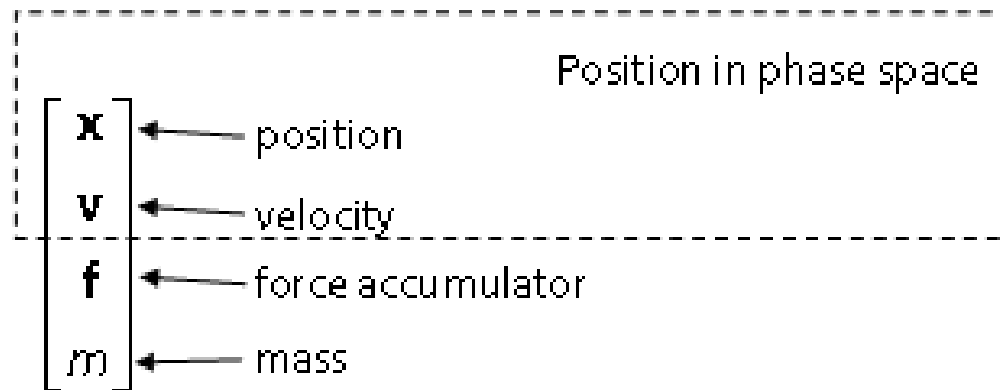 Position in phase space
x position
v velocity
f force accumulator
m mass